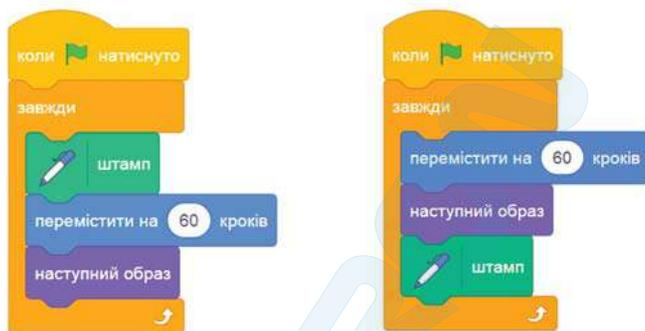 коли натиснуто
завжди
штамп
перемістити на 60 кроків
наступний образ
коли натиснуто
завжди
перемістити на 60 кроків
наступний образ
штамп